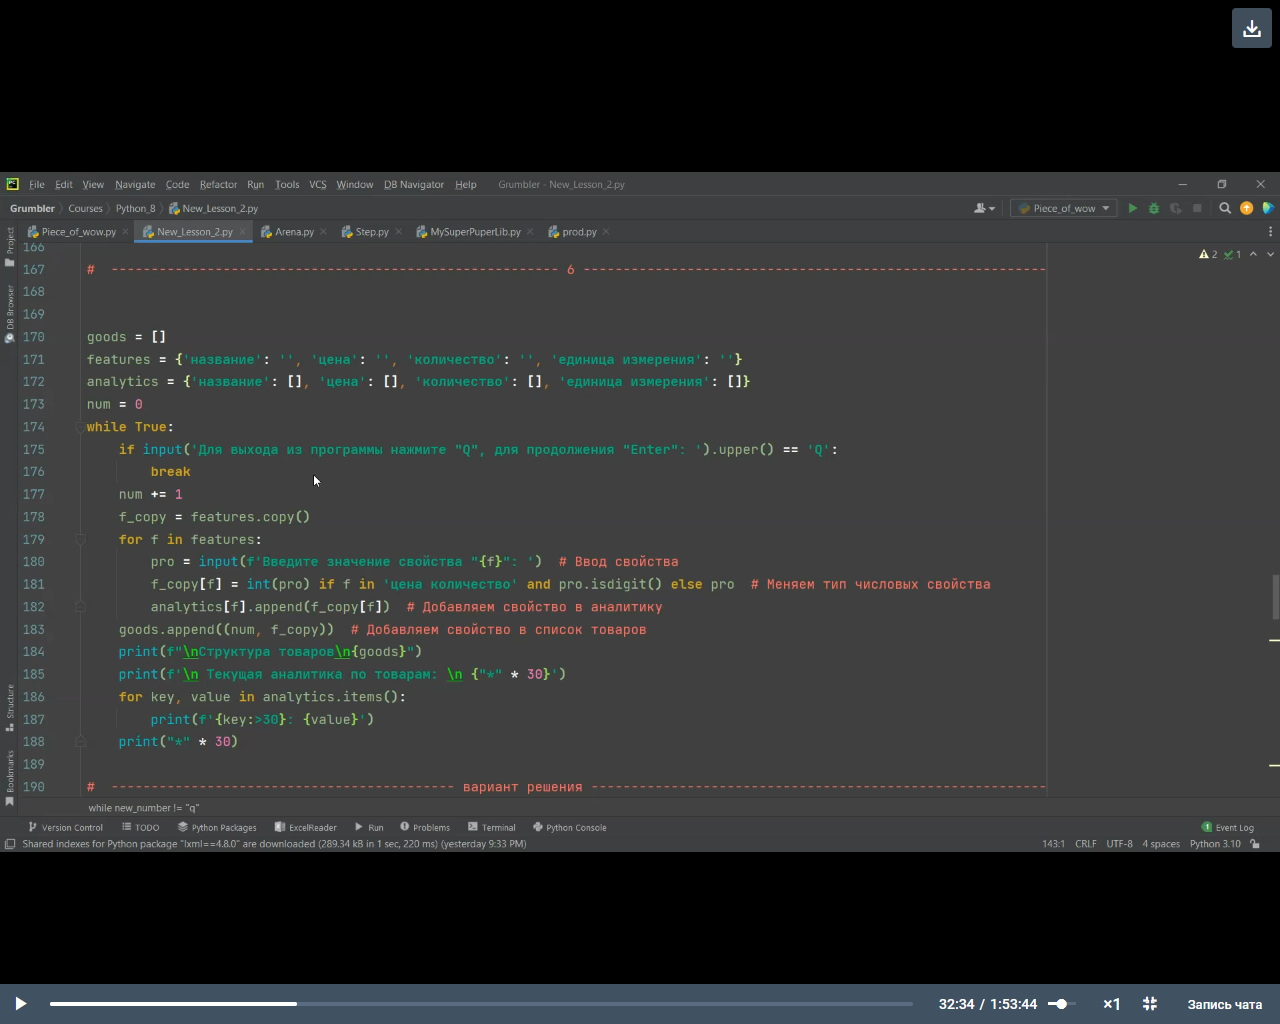 File Edit View Navigate Code Refactor Run Tools VCS Window DB Navigator Help Grumbler - New_Lesson_2.py
Grumbler Courses Python_8 New_Lesson_2.py Piece_of_wow
Piece_of_wow.py New_Lesson_2.py Arena.py Step.py MySuperPuperLib.py prod.py
Project
DB Browser
Structure
Bookmarks
2 1
166
167 # -------------------------------------------------------- 6 ----------------------------------------------------------
168
169
170 goods = []
171 features = {'название': '', 'цена': '', 'количество': '', 'единица измерения': ''}
172 analytics = {'название': [], 'цена': [], 'количество': [], 'единица измерения': []}
173 num = 0
174 while True:
175 if input('Для выхода из программы нажмите "Q", для продолжения "Enter": ').upper() == 'Q':
176 break
177 num += 1
178 f_copy = features.copy()
179 for f in features:
180 pro = input(f'Введите значение свойства "{f}": ') # Ввод свойства
181 f_copy[f] = int(pro) if f in 'цена количество' and pro.isdigit() else pro # Меняем тип числовых свойства
182 analytics[f].append(f_copy[f]) # Добавляем свойство в аналитику
183 goods.append((num, f_copy)) # Добавляем свойство в список товаров
184 print(f"\nСтруктура товаров\n{goods}")
185 print(f'\n Текущая аналитика по товарам: \n {"*" * 30}')
186 for key, value in analytics.items():
187 print(f'{key:>30}: {value}')
188 print("*" * 30)
189
190 # ------------------------------------------- вариант решения ---------------------------------------------------------
while new_number != "q"
Version Control TODO Python Packages ExcelReader Run Problems Terminal Python Console 1 Event Log
Shared indexes for Python package "lxml==4.8.0" are downloaded (289.34 kB in 1 sec, 220 ms) (yesterday 9:33 PM) 143:1 CRLF UTF-8 4 spaces Python 3.10
32:34 / 1:53:44 ×1 Запись чата